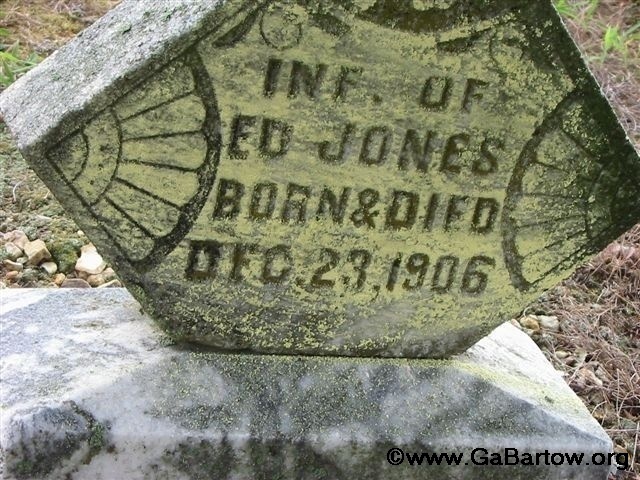 INF. OF
ED JONES
BORN & DIED
DEC. 23, 1906
©www.GaBartow.org